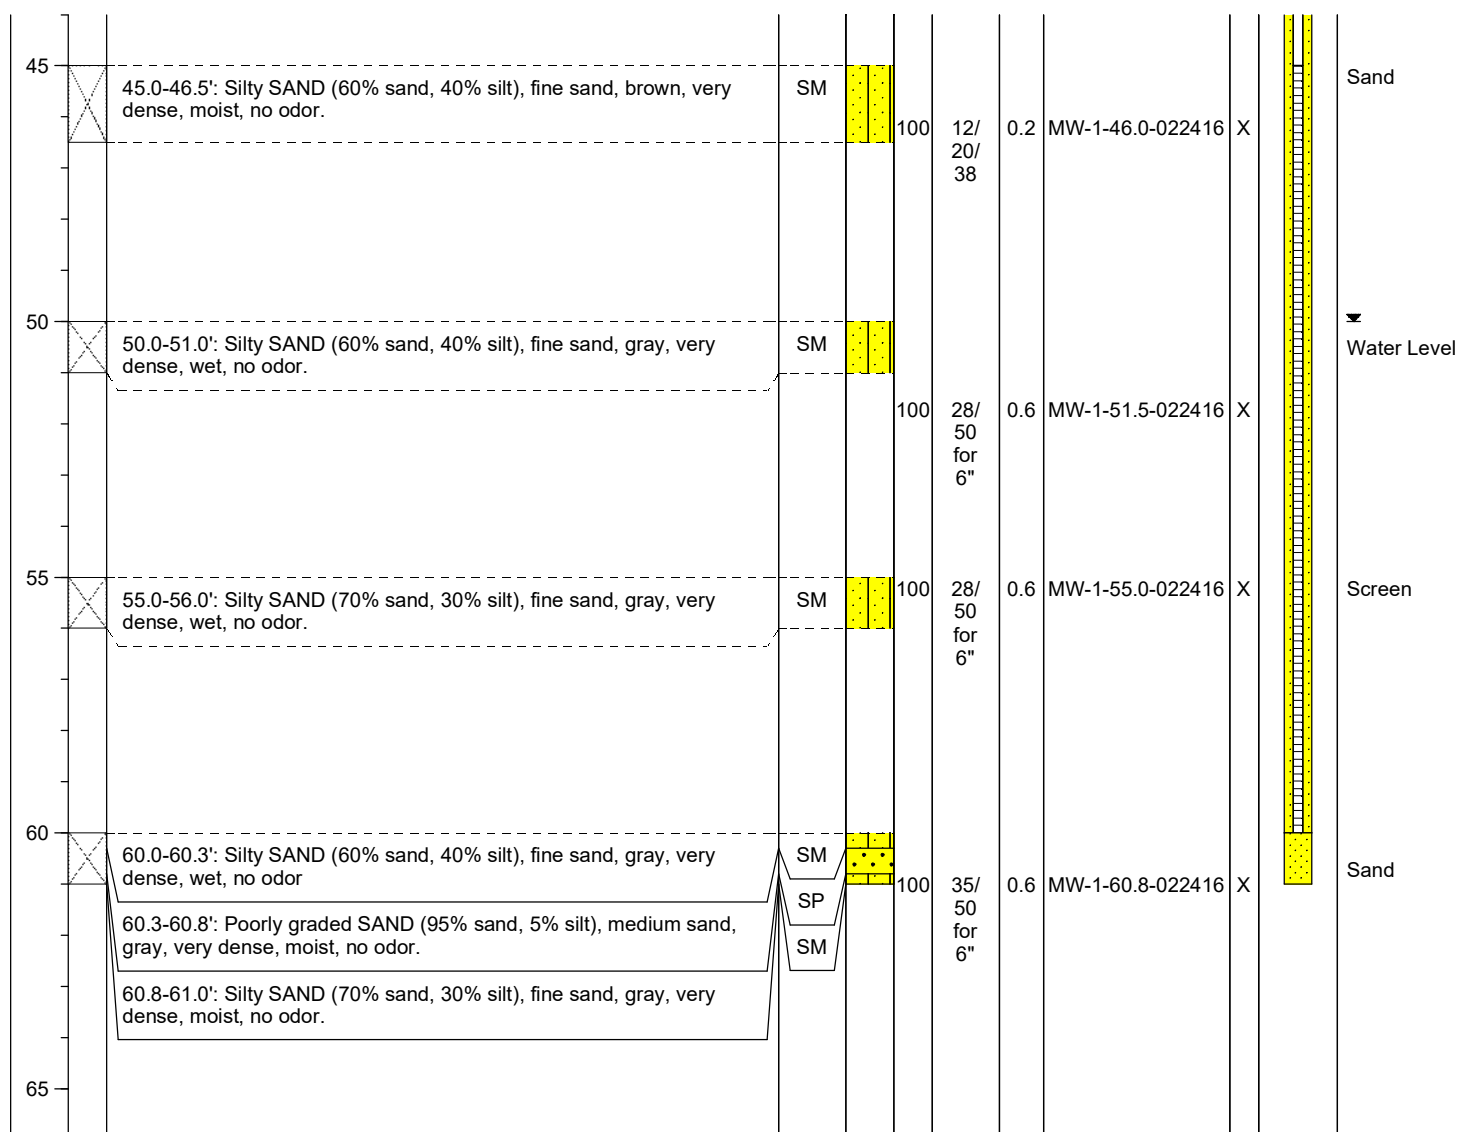 45
45.0-46.5': Silty SAND (60% sand, 40% silt), fine sand, brown, very
dense, moist, no odor.
SM
100
12/
20/
38
0.2
MW-1-46.0-022416
X
Sand
50
50.0-51.0': Silty SAND (60% sand, 40% silt), fine sand, gray, very
dense, wet, no odor.
SM
Water Level
100
28/
50
for
6"
0.6
MW-1-51.5-022416
X
55
55.0-56.0': Silty SAND (70% sand, 30% silt), fine sand, gray, very
dense, wet, no odor.
SM
100
28/
50
for
6"
0.6
MW-1-55.0-022416
X
Screen
60
60.0-60.3': Silty SAND (60% sand, 40% silt), fine sand, gray, very
dense, wet, no odor
SM
60.3-60.8': Poorly graded SAND (95% sand, 5% silt), medium sand,
gray, very dense, moist, no odor.
SP
60.8-61.0': Silty SAND (70% sand, 30% silt), fine sand, gray, very
dense, moist, no odor.
SM
100
35/
50
for
6"
0.6
MW-1-60.8-022416
X
Sand
65